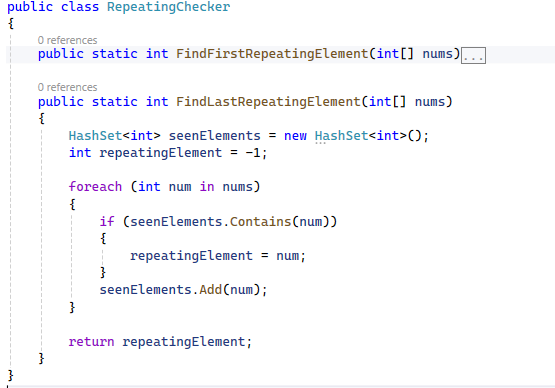 public class RepeatingChecker
{
0 references
public static int FindFirstRepeatingElement(int[] nums)...
0 references
public static int FindLastRepeatingElement(int[] nums)
{
HashSet<int> seenElements = new HashSet<int>();
int repeatingElement = -1;
foreach (int num in nums)
{
if (seenElements.Contains(num))
{
repeatingElement = num;
}
seenElements.Add(num);
}
return repeatingElement;
}
}